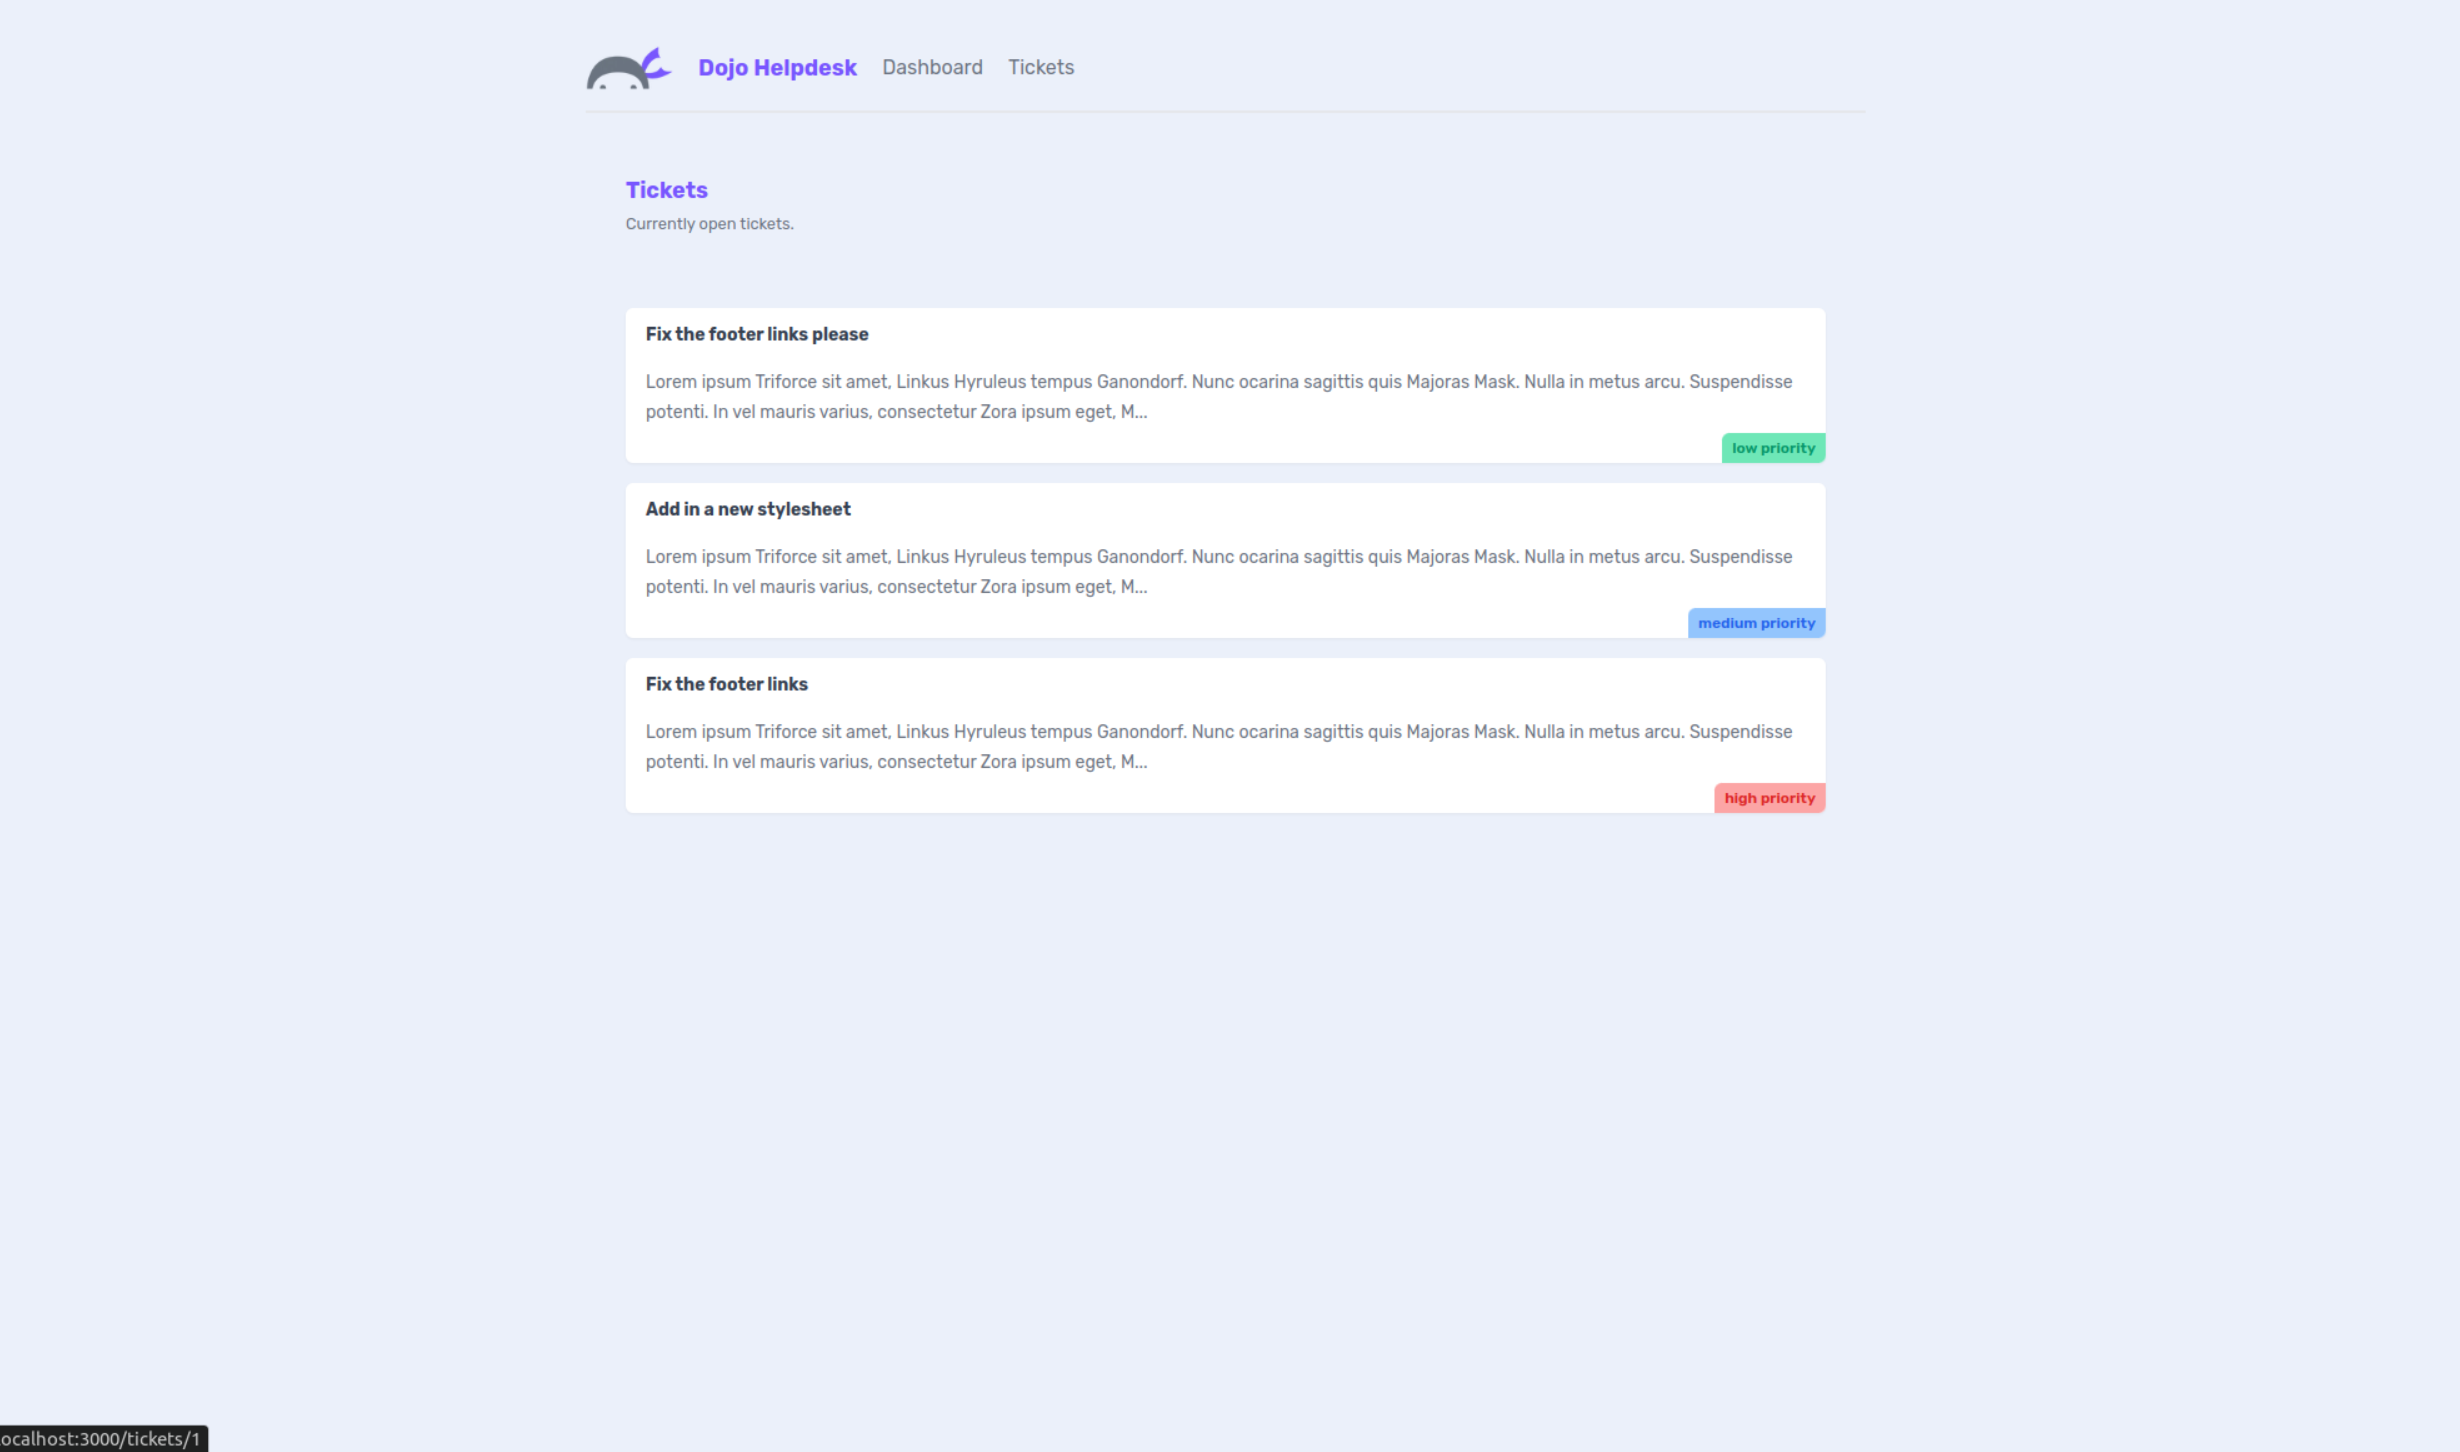 Dojo Helpdesk Dashboard Tickets
Tickets
Currently open tickets.
Fix the footer links please
Lorem ipsum Triforce sit amet, Linkus Hyruleus tempus Ganondorf. Nunc ocarina sagittis quis Majoras Mask. Nulla in metus arcu. Suspendisse
potenti. In vel mauris varius, consectetur Zora ipsum eget, M...
low priority
Add in a new stylesheet
Lorem ipsum Triforce sit amet, Linkus Hyruleus tempus Ganondorf. Nunc ocarina sagittis quis Majoras Mask. Nulla in metus arcu. Suspendisse
potenti. In vel mauris varius, consectetur Zora ipsum eget, M...
medium priority
Fix the footer links
Lorem ipsum Triforce sit amet, Linkus Hyruleus tempus Ganondorf. Nunc ocarina sagittis quis Majoras Mask. Nulla in metus arcu. Suspendisse
potenti. In vel mauris varius, consectetur Zora ipsum eget, M...
high priority
ocalhost:3000/tickets/1